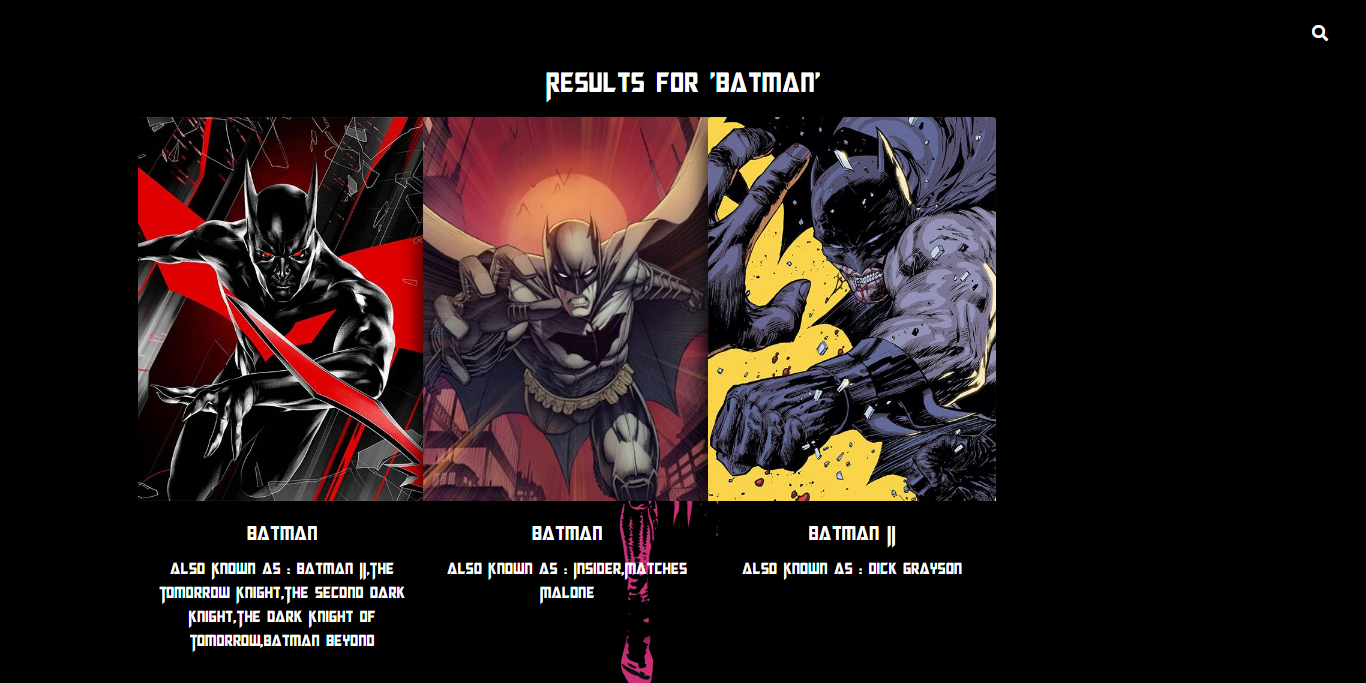 Results for 'Batman'
Batman
Also known as : Batman II,The
Tomorrow Knight,The Second Dark
Knight,The Dark Knight of
Tomorrow,Batman Beyond
Batman
Also known as : Insider,Matches
Malone
Batman II
Also known as : Dick Grayson